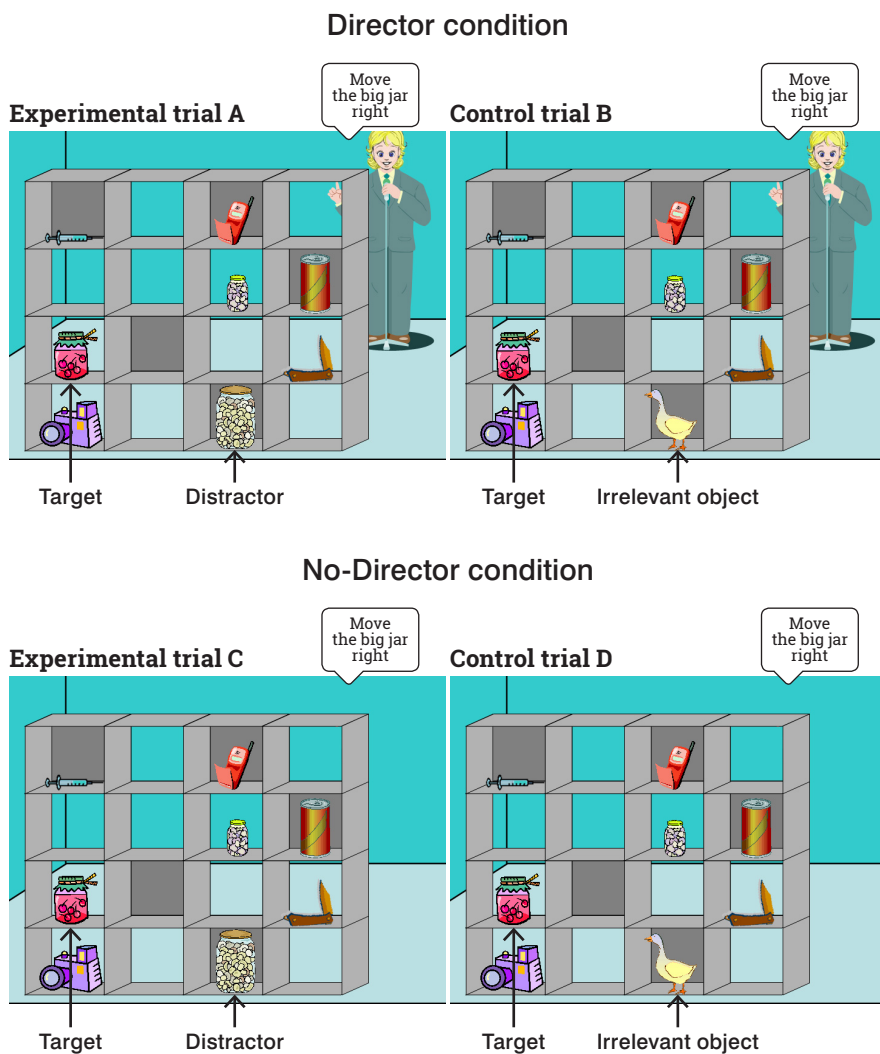 Director condition
Move
the big jar
right
Move
the big jar
right
Experimental trial A
Control trial B
Target
Distractor
Target
Irrelevant object
No-Director condition
Move
the big jar
right
Move
the big jar
right
Experimental trial C
Control trial D
Target
Distractor
Target
Irrelevant object